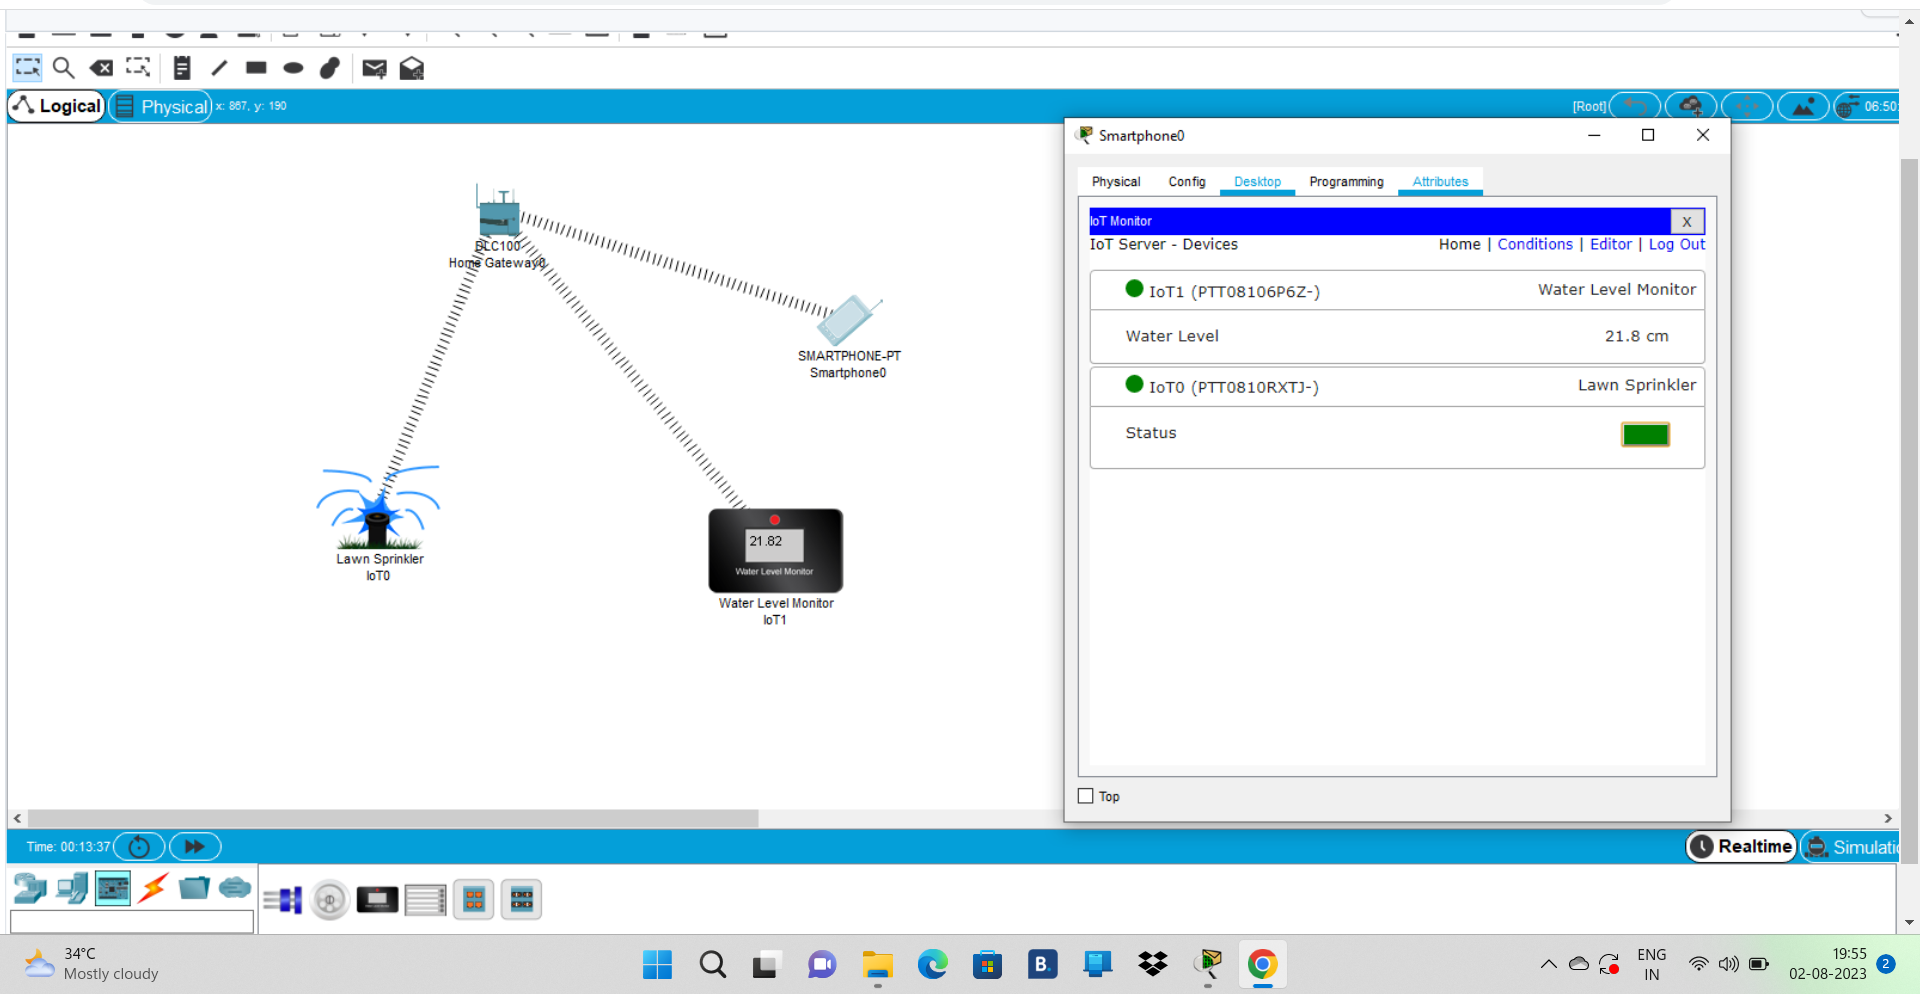 Logical
Physical
x: 867, y: 190
[Root]
06:50:
Smartphone0
Physical
Config
Desktop
Programming
Attributes
IoT Monitor
X
IoT Server - Devices
Home | Conditions | Editor | Log Out
IoT1 (PTT08106P6Z-)
Water Level Monitor
Water Level
21.8 cm
IoT0 (PTT0810RXTJ-)
Lawn Sprinkler
Status
Top
DLC100
Home Gateway0
SMARTPHONE-PT
Smartphone0
Lawn Sprinkler
IoT0
21.82
Water Level Monitor
Water Level Monitor
IoT1
Time: 00:13:37
Realtime
Simulatio
34°C
Mostly cloudy
B.
ENG
IN
19:55
02-08-2023
2